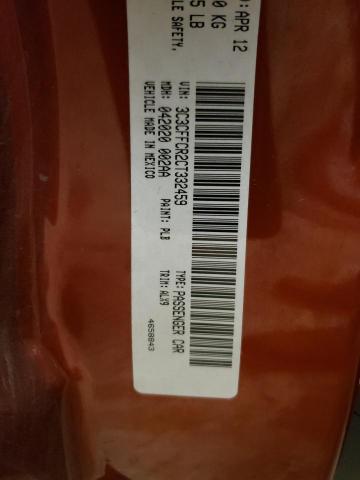 D: APR 12
0 KG
5 LB
LE SAFETY,
VIN: 3C3CFFCR2CT332459
TYPE: PASSENGER CAR
MDH: 042020 002AA
PAINT: PLB
TRIM: ALX9
VEHICLE MADE IN MEXICO
4658843